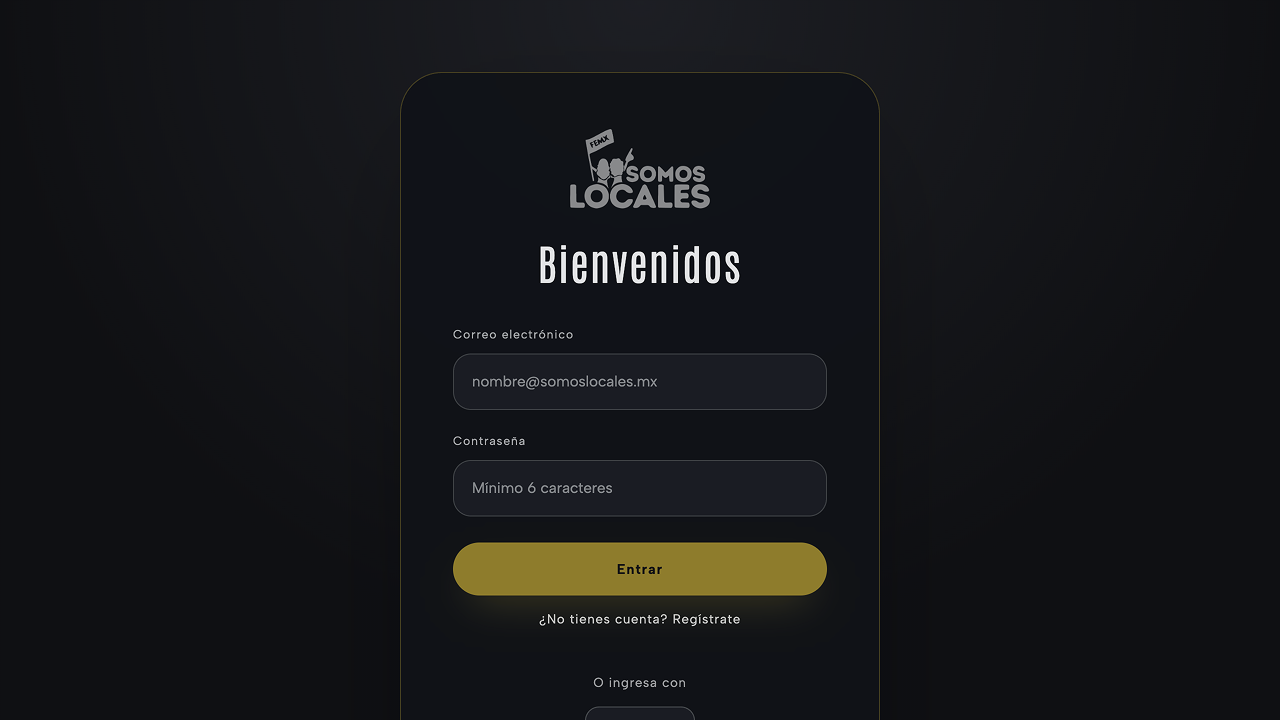 FEMX
SOMOS
LOCALES
Bienvenidos
Correo electrónico
nombre@somoslocales.mx
Contraseña
Mínimo 6 caracteres
Entrar
¿No tienes cuenta? Regístrate
O ingresa con